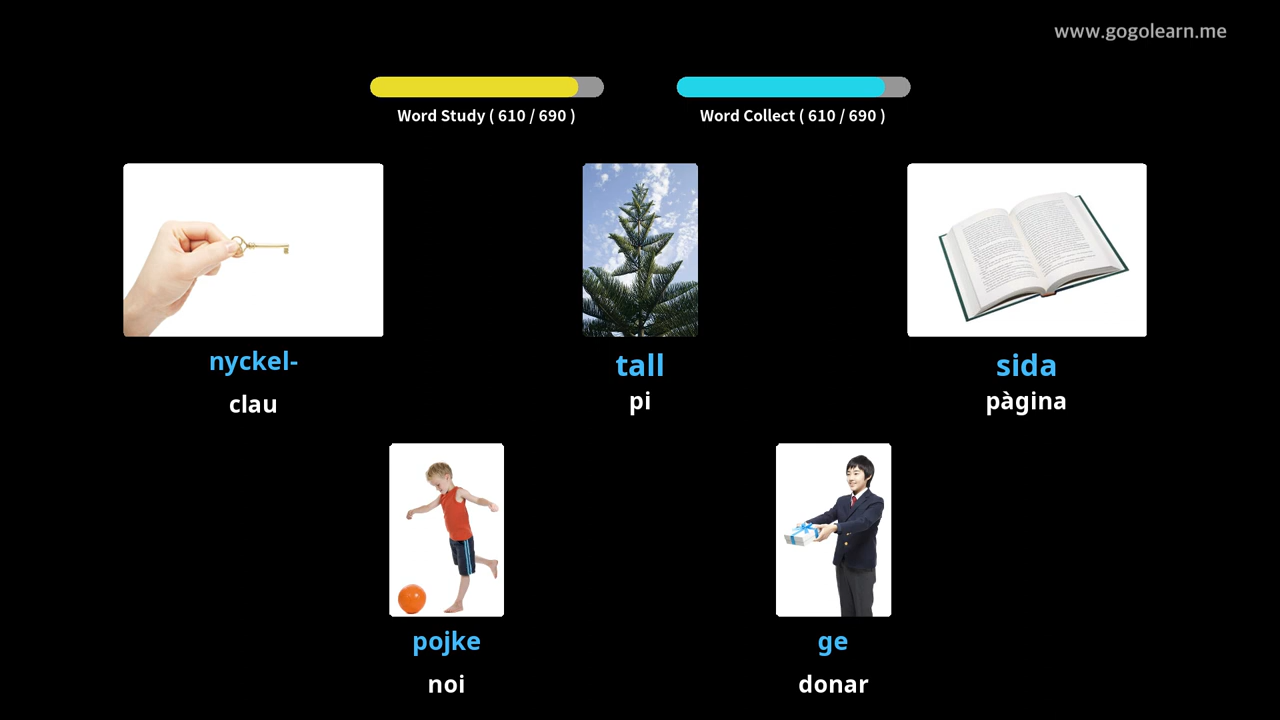 www.gogolearn.me
Word Study ( 610 / 690 )
Word Collect ( 610 / 690 )
nyckel-
clau
tall
pi
sida
pàgina
pojke
noi
ge
donar